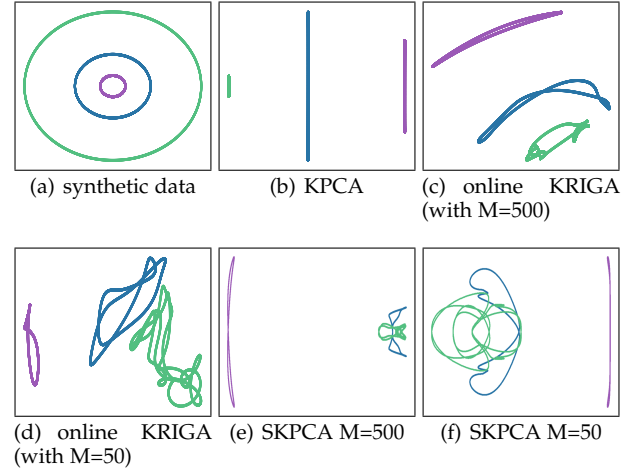 (a) synthetic data
(b) KPCA
(c) online KRIGA
(with M=500)
(d) online KRIGA
(with M=50)
(e) SKPCA M=500
(f) SKPCA M=50